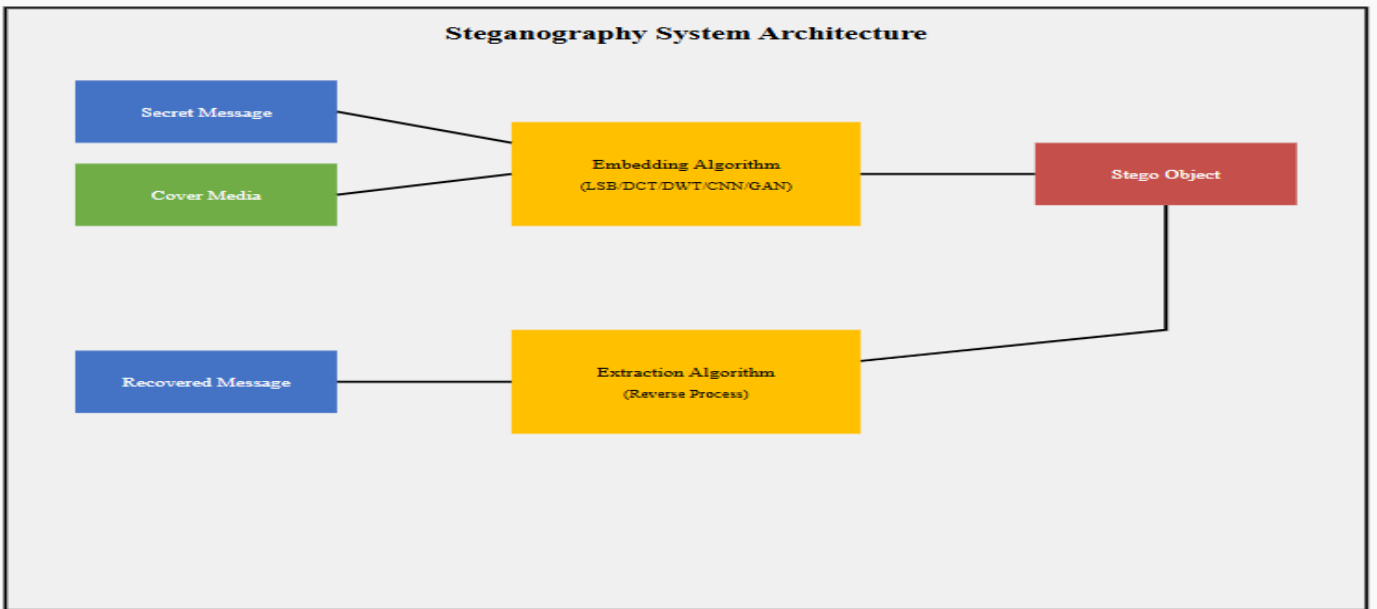 Steganography System Architecture
Secret Message
Cover Media
Embedding Algorithm
(LSB/DCT/DWT/CNN/GAN)
Stego Object
Recovered Message
Extraction Algorithm
(Reverse Process)